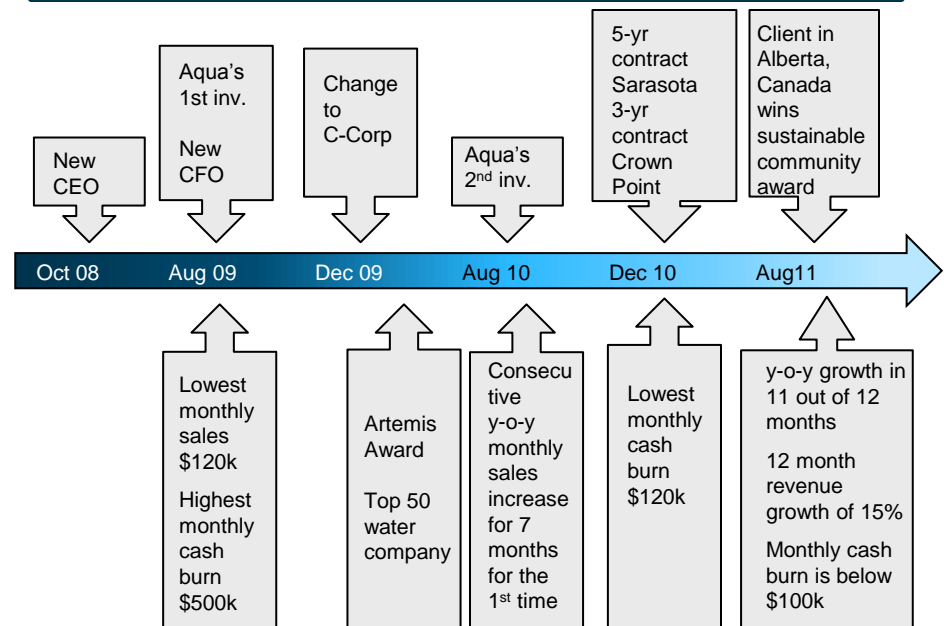 New
CEO
Aqua's
1st inv.
New
CFO
Change
to
C-Corp
Aqua's
2nd inv.
5-yr
contract
Sarasota
3-yr
contract
Crown
Point
Client in
Alberta,
Canada
wins
sustainable
community
award
Oct 08
Aug 09
Dec 09
Aug 10
Dec 10
Aug11
Lowest
monthly
sales
$120k
Highest
monthly
cash
burn
$500k
Artemis
Award
Top 50
water
company
Consecu
tive
y-o-y
monthly
sales
increase
for 7
months
for the
1st time
Lowest
monthly
cash
burn
$120k
y-o-y growth in
11 out of 12
months
12 month
revenue
growth of 15%
Monthly cash
burn is below
$100k